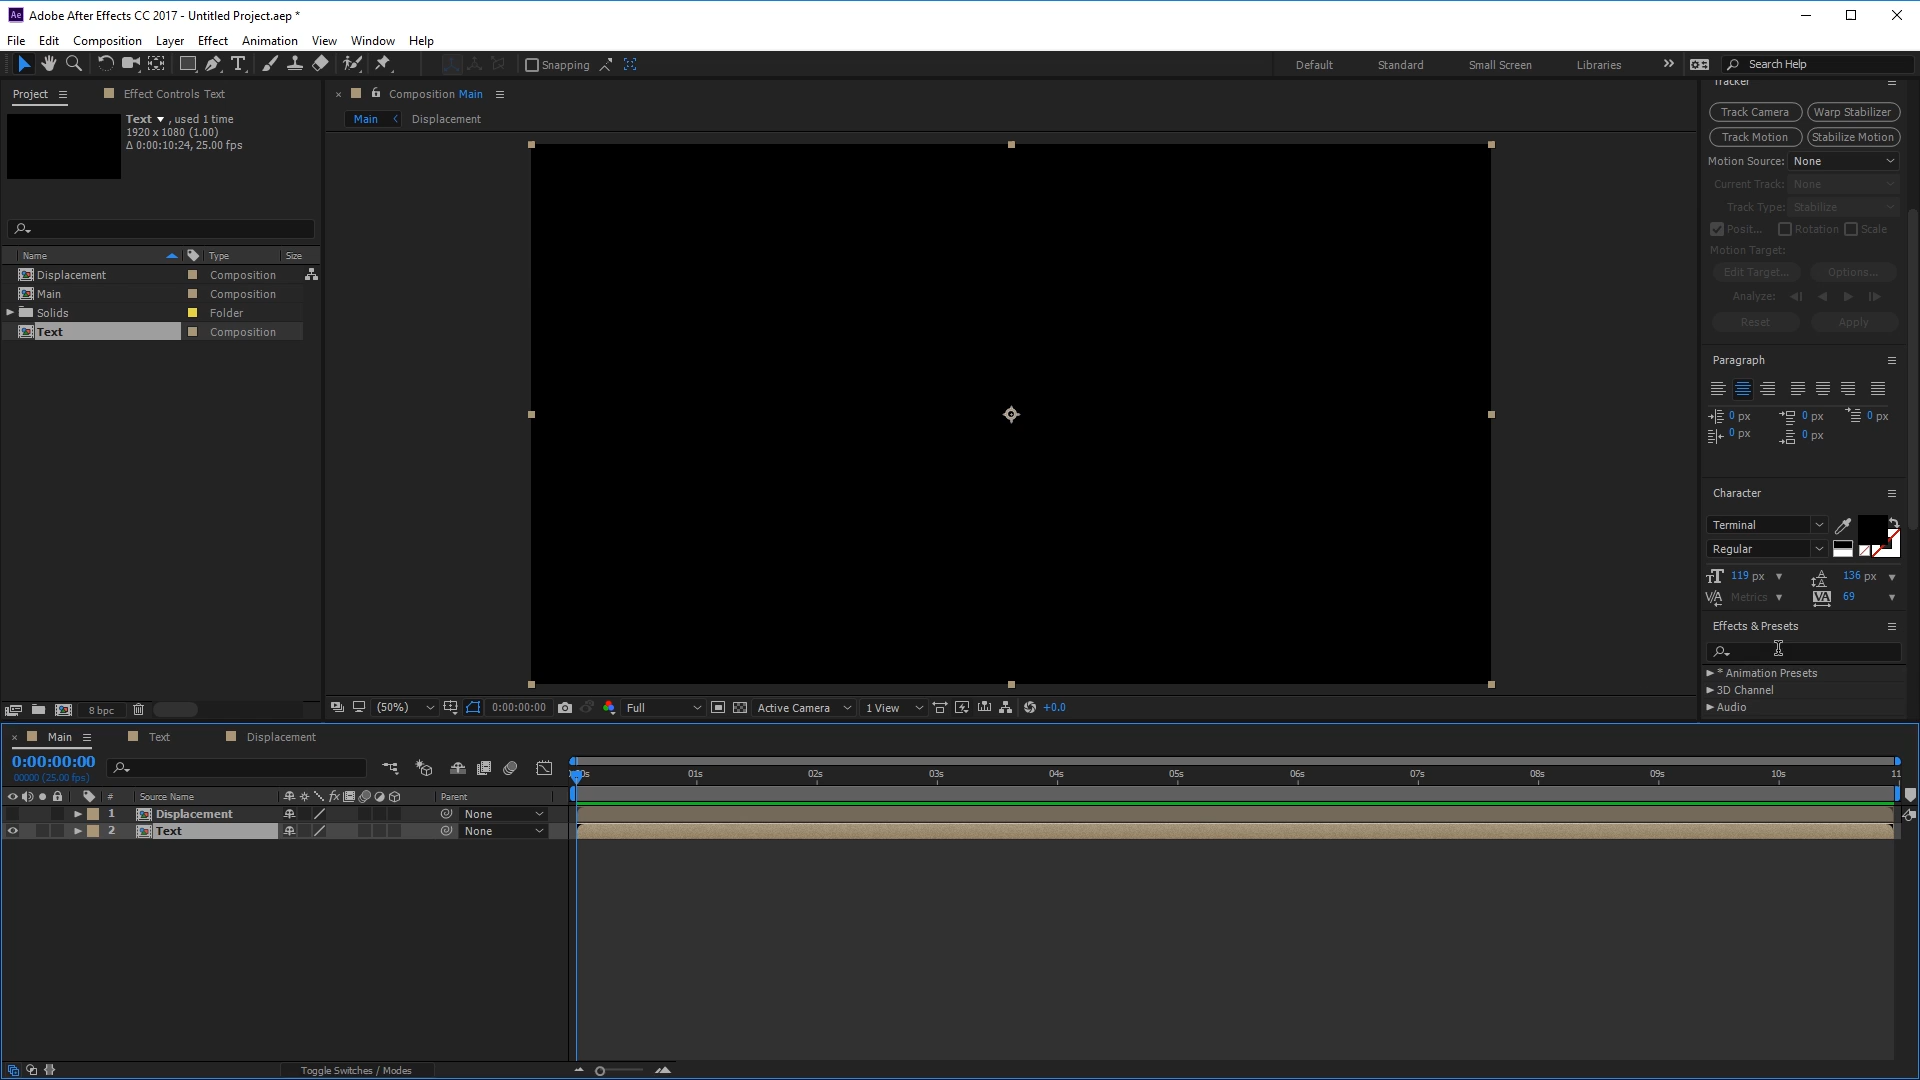 Adobe After Effects CC 2017 - Untitled Project.aep *
File Edit Composition Layer Effect Animation View Window Help
Snapping
Default Standard Small Screen Libraries
Search Help
Project
Effect Controls Text
Text , used 1 time
1920 x 1080 (1.00)
Δ 0:00:10:24, 25.00 fps
Name Type Size
Displacement Composition
Main Composition
Solids Folder
Text Composition
8 bpc
Composition Main
Main Displacement
(50%) 0:00:00:00 Full Active Camera 1 View +0.0
Tracker
Track Camera Warp Stabilizer
Track Motion Stabilize Motion
Motion Source: None
Current Track: None
Track Type: Stabilize
Posit... Rotation Scale
Motion Target:
Edit Target... Options...
Analyze:
Reset Apply
Paragraph
0 px 0 px 0 px
0 px 0 px
Character
Terminal
Regular
119 px 136 px
Metrics 69
Effects & Presets
* Animation Presets
3D Channel
Audio
Main Text Displacement
0:00:00:00
00000 (25.00 fps)
01s 02s 03s 04s 05s 06s 07s 08s 09s 10s 11
# Source Name fx Parent
1 Displacement None
2 Text None
Toggle Switches / Modes